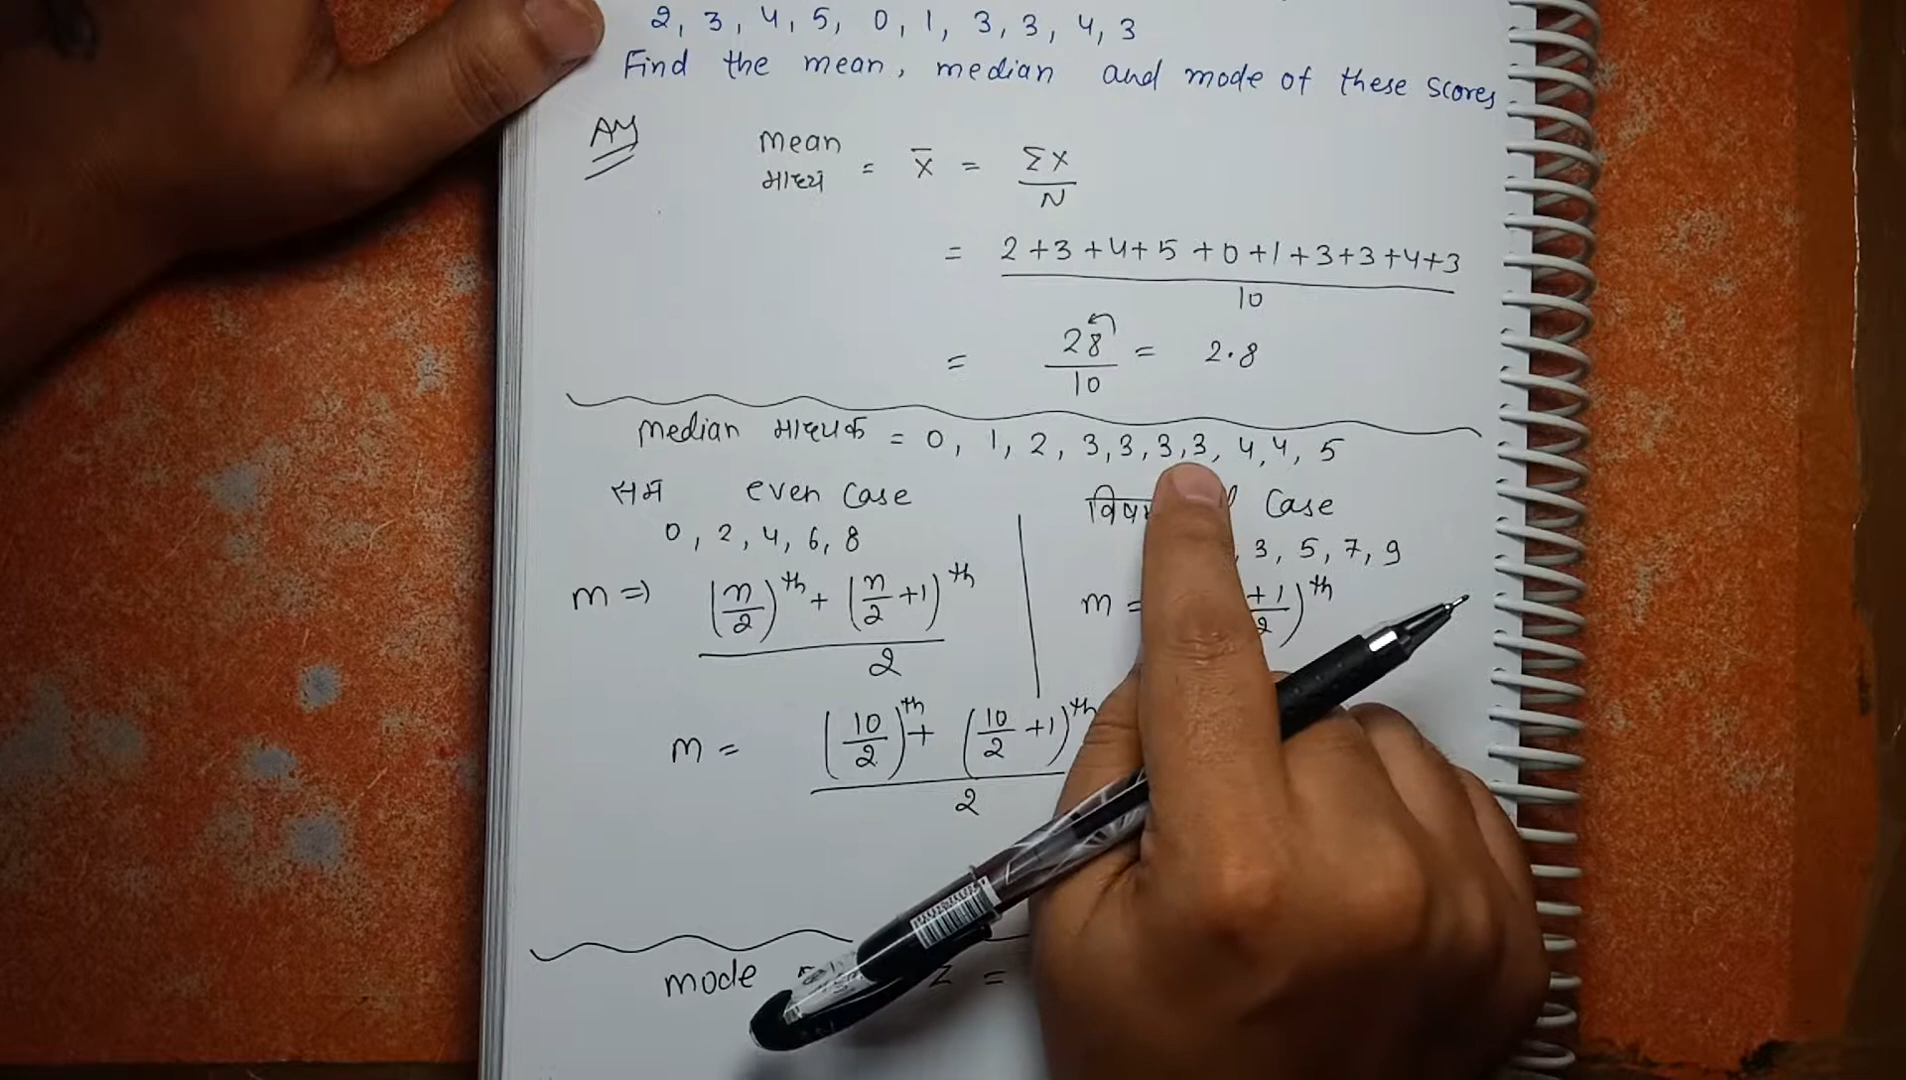 2, 3, 4, 5, 0, 1, 3, 3, 4, 3
Find the mean, median and mode of these scores
Mean
माध्य = x̄ = Σx/N
= 2+3+4+5+0+1+3+3+4+3 / 10
= 28/10 = 2.8
Median माध्यक = 0, 1, 2, 3, 3, 3, 3, 4, 4, 5
सम even case
0, 2, 4, 6, 8
m => ((n/2)^th + (n/2 +1)^th) / 2
Case
3, 5, 7, 9
m = +1 / 2)^th
m = ((10/2)^th + (10/2 +1)^th) / 2
mode Z =